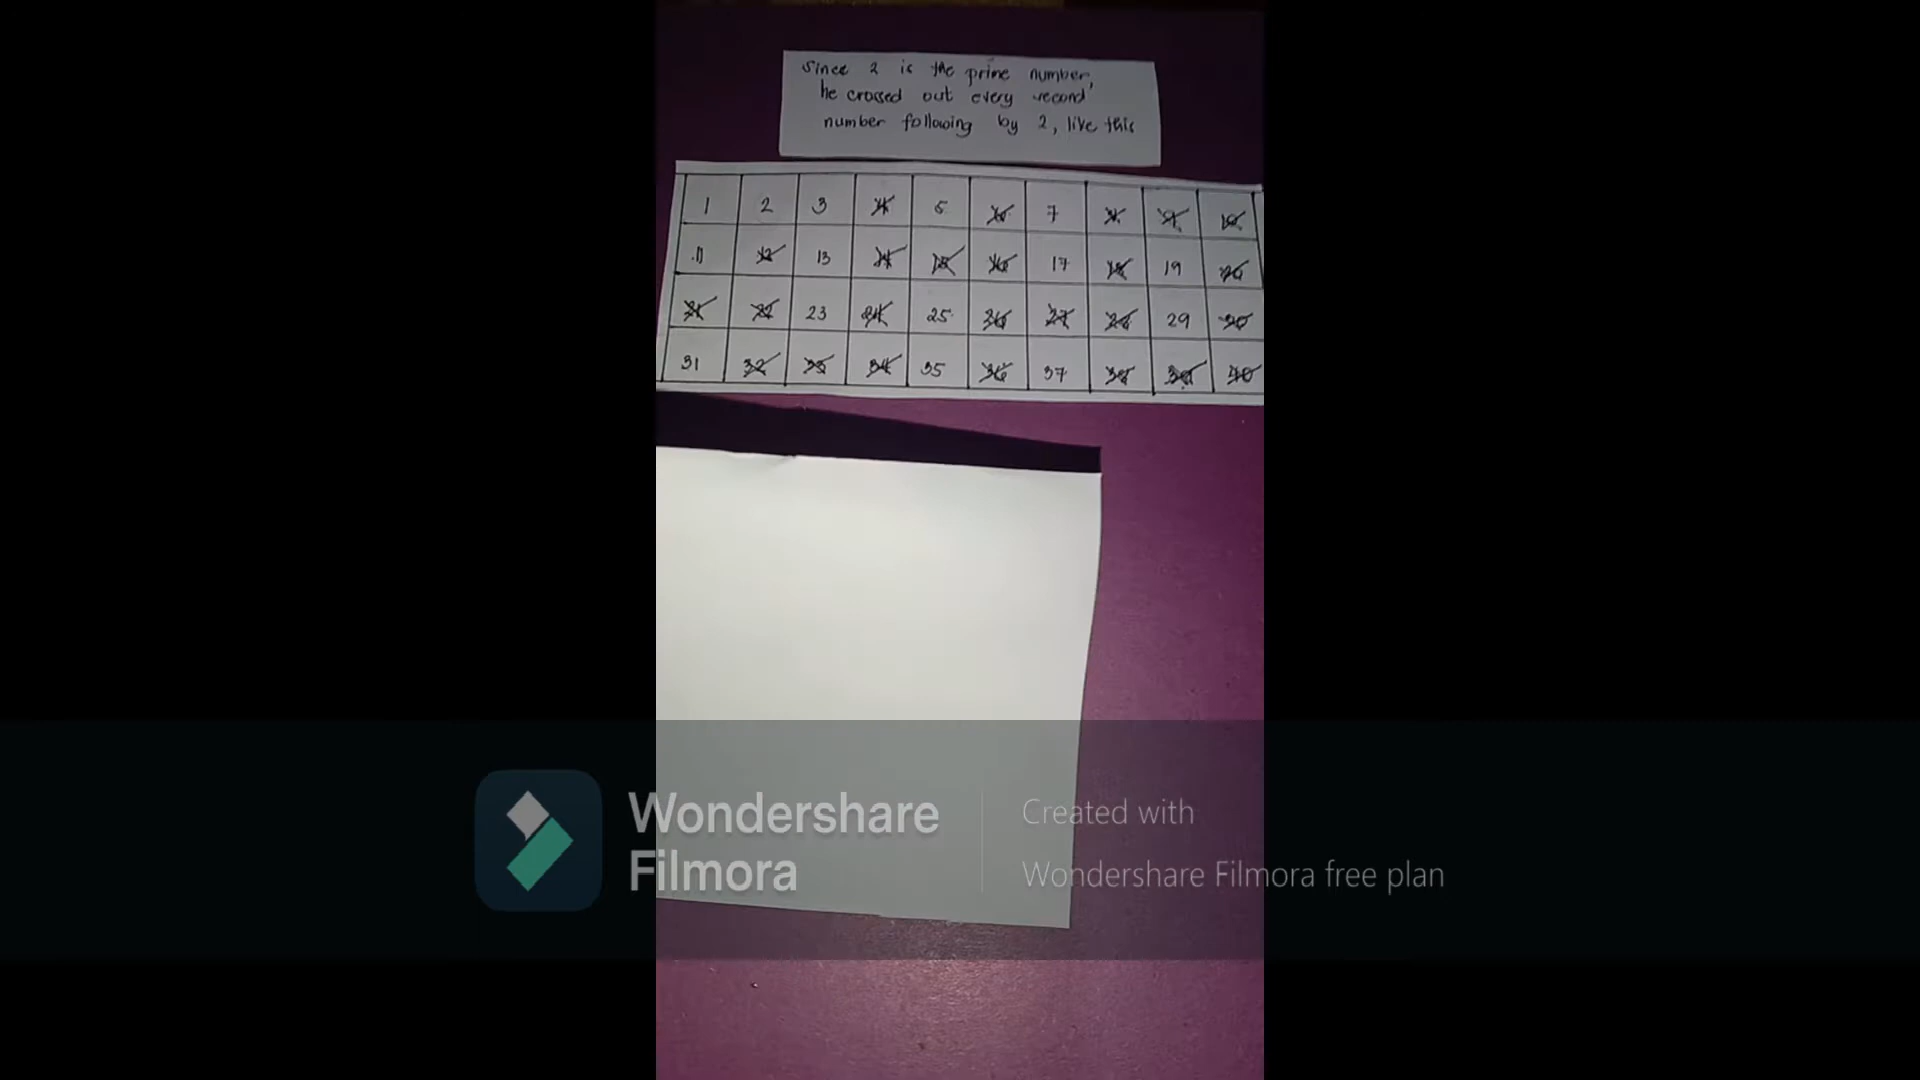 Since 2 is the prime number,
he crossed out every second
number following by 2, like this
1 2 3 4 5 6 7 8 9 10
11 12 13 14 15 16 17 18 19 20
21 22 23 24 25 26 27 28 29 30
31 32 33 34 35 36 37 38 39 40
Wondershare
Filmora
Created with
Wondershare Filmora free plan